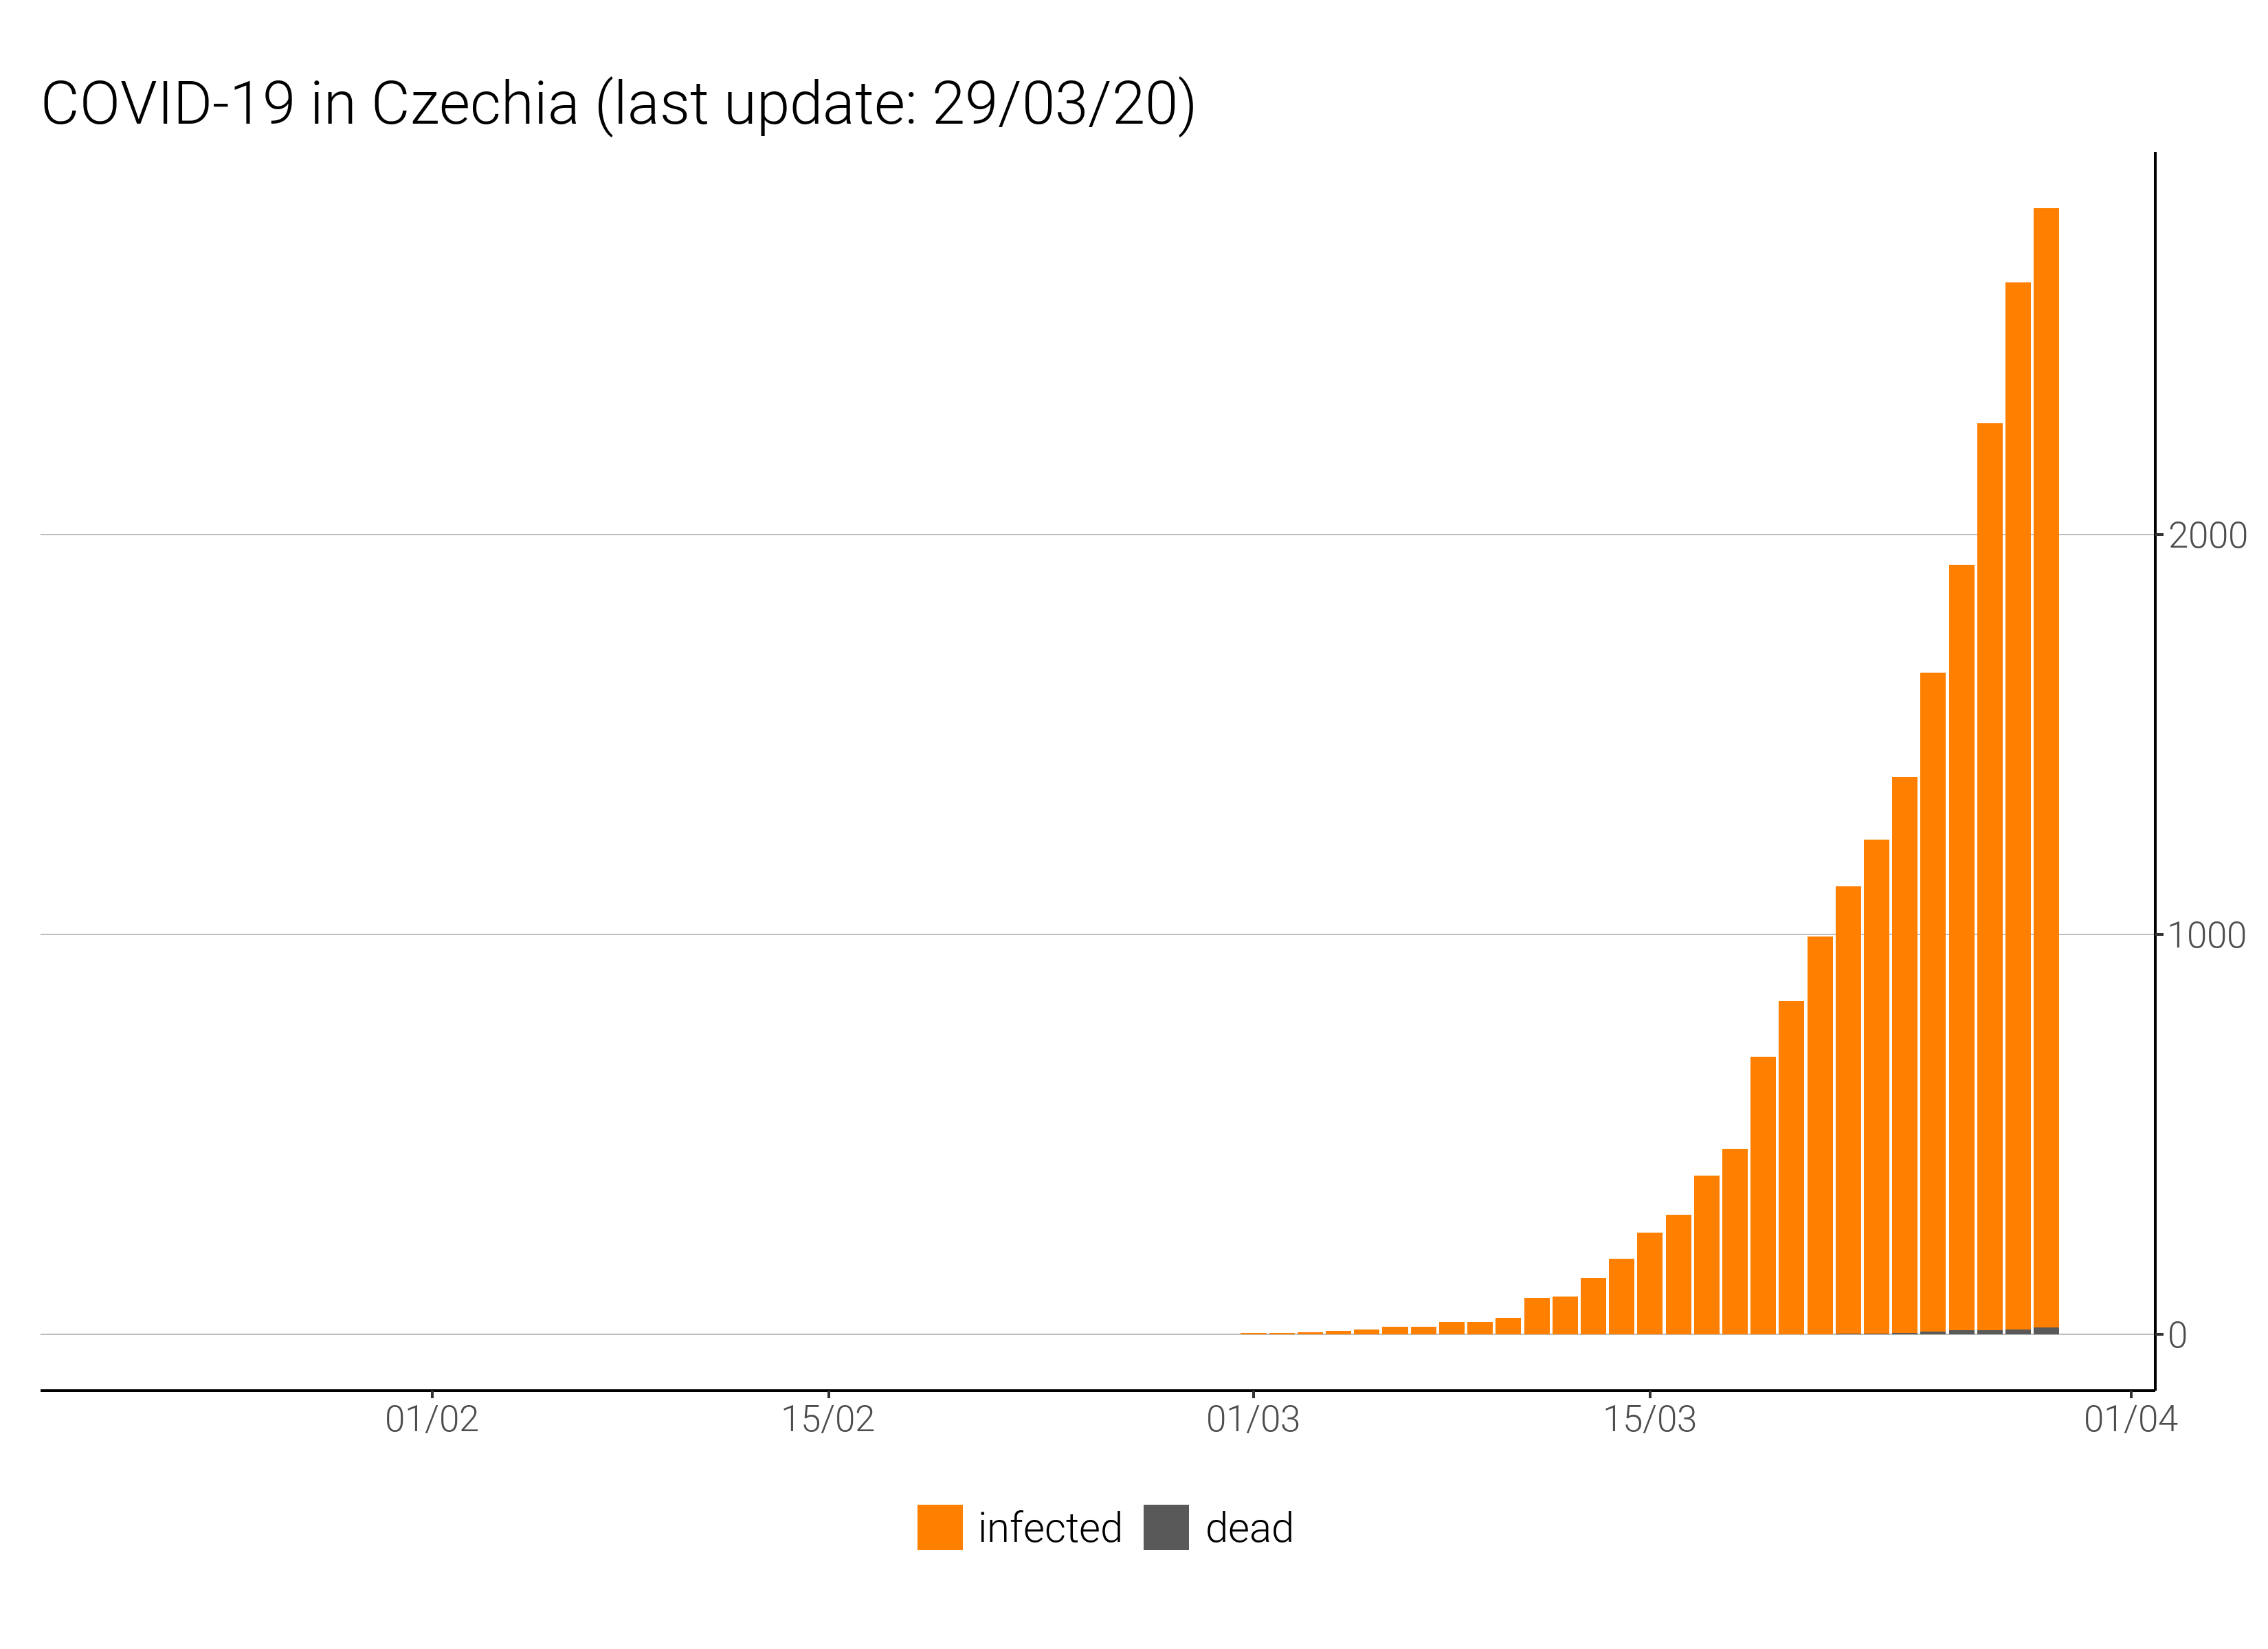 COVID-19 in Czechia (last update: 29/03/20)
2000
1000
0
01/02 15/02 01/03 15/03 01/04
infected dead